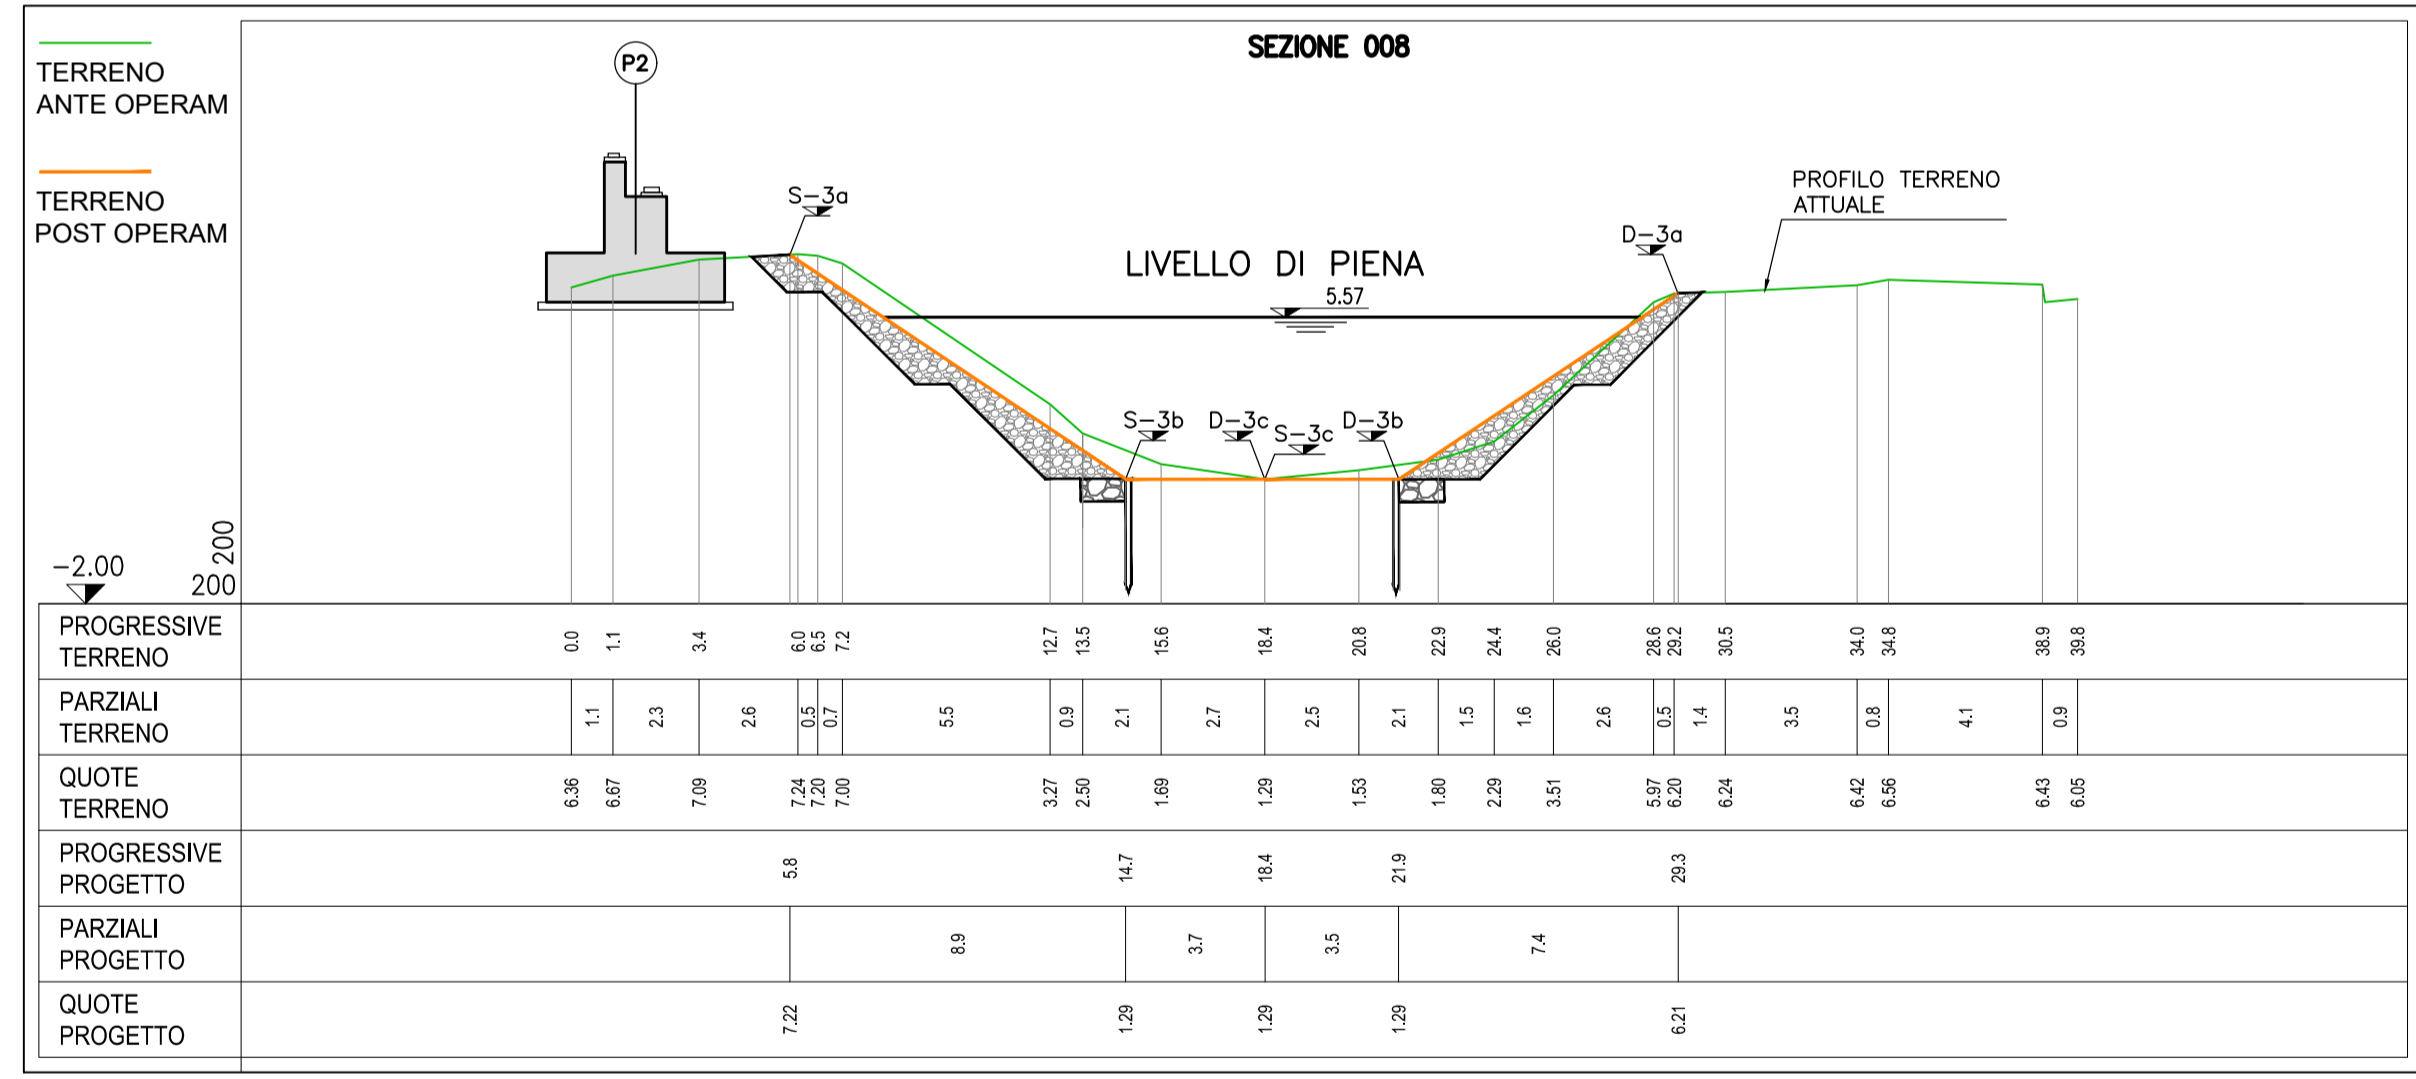 SEZIONE 008
TERRENO
ANTE OPERAM
TERRENO
POST OPERAM
P2
S-3a
D-3a
PROFILO TERRENO
ATTUALE
LIVELLO DI PIENA
5.57
S-3b
D-3c
S-3c
D-3b
-2.00
200
200
PROGRESSIVE
TERRENO
0.0 1.1 3.4 6.0 6.5 7.2 12.7 13.5 15.6 18.4 20.8 22.9 24.4 26.0 28.6 29.2 30.5 34.0 34.8 38.9 39.8
PARZIALI
TERRENO
1.1 2.3 2.6 0.5 0.7 5.5 0.9 2.1 2.7 2.5 2.1 1.5 1.6 2.6 0.5 1.4 3.5 0.8 4.1 0.9
QUOTE
TERRENO
6.36 6.67 7.09 7.24 7.20 7.00 3.27 2.50 1.69 1.29 1.53 1.80 2.29 3.51 5.97 6.20 6.24 6.42 6.56 6.43 6.05
PROGRESSIVE
PROGETTO
5.8 14.7 18.4 21.9 29.3
PARZIALI
PROGETTO
8.9 3.7 3.5 7.4
QUOTE
PROGETTO
7.22 1.29 1.29 1.29 6.21